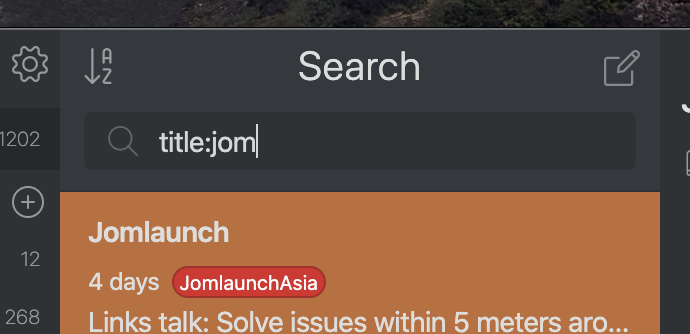 A
Z
Search
1202
title:jom
Jomlaunch
12
4 days JomlaunchAsia
268
Links talk: Solve issues within 5 meters aro...